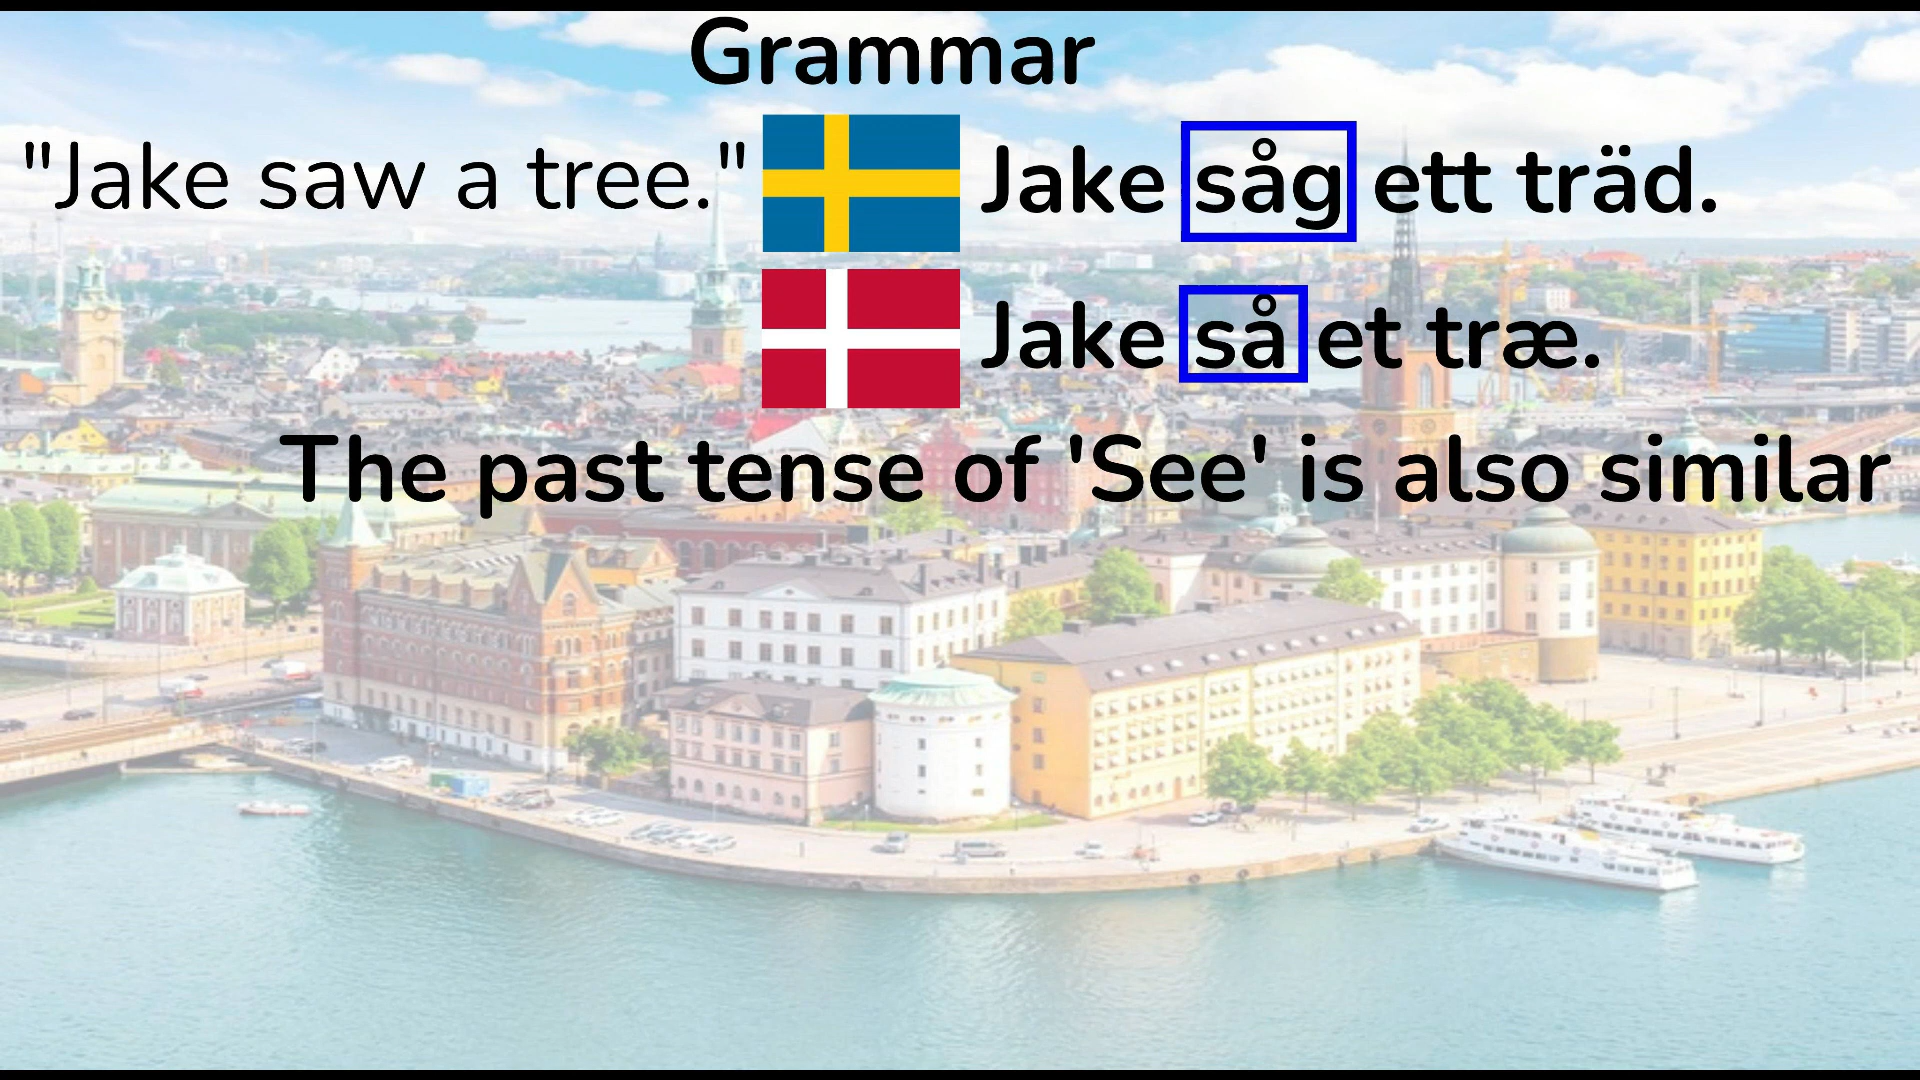 Grammar
"Jake saw a tree." Jake såg ett träd.
Jake så et træ.
The past tense of 'See' is also similar